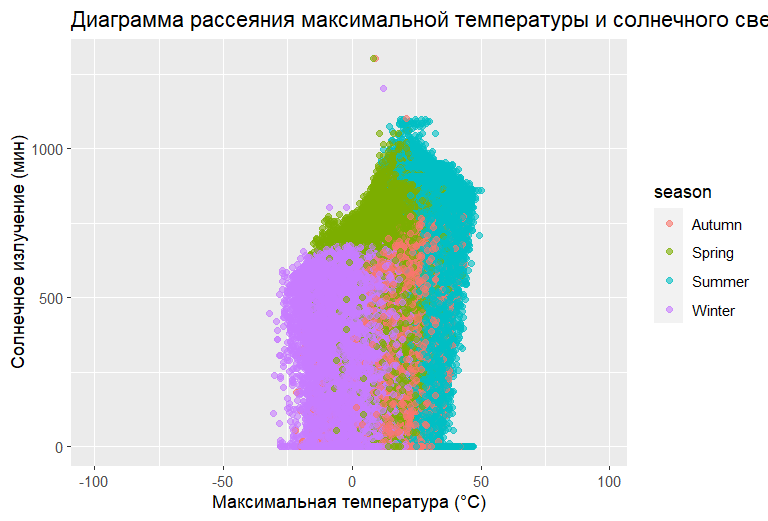 Диаграмма рассеяния максимальной температуры и солнечного све
Солнечное излучение (мин)
1000
500
0
-100 -50 0 50 100
Максимальная температура (°C)
season
Autumn
Spring
Summer
Winter